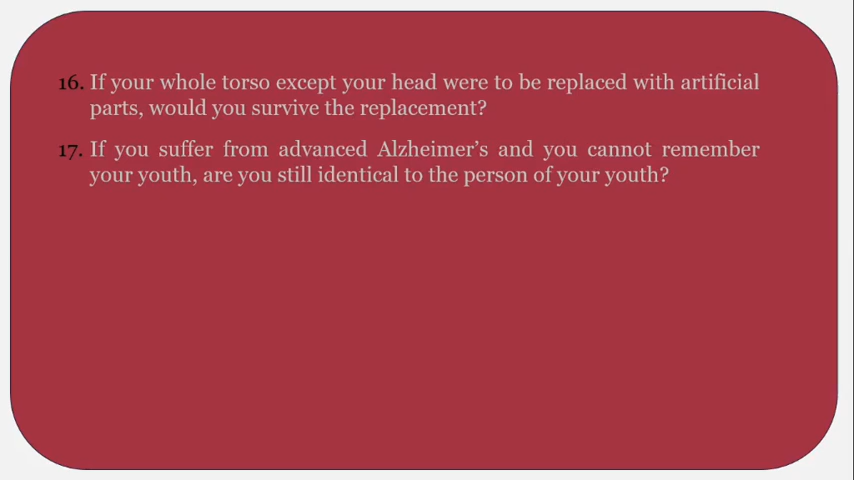 16. If your whole torso except your head were to be replaced with artificial
parts, would you survive the replacement?
17. If you suffer from advanced Alzheimer’s and you cannot remember
your youth, are you still identical to the person of your youth?